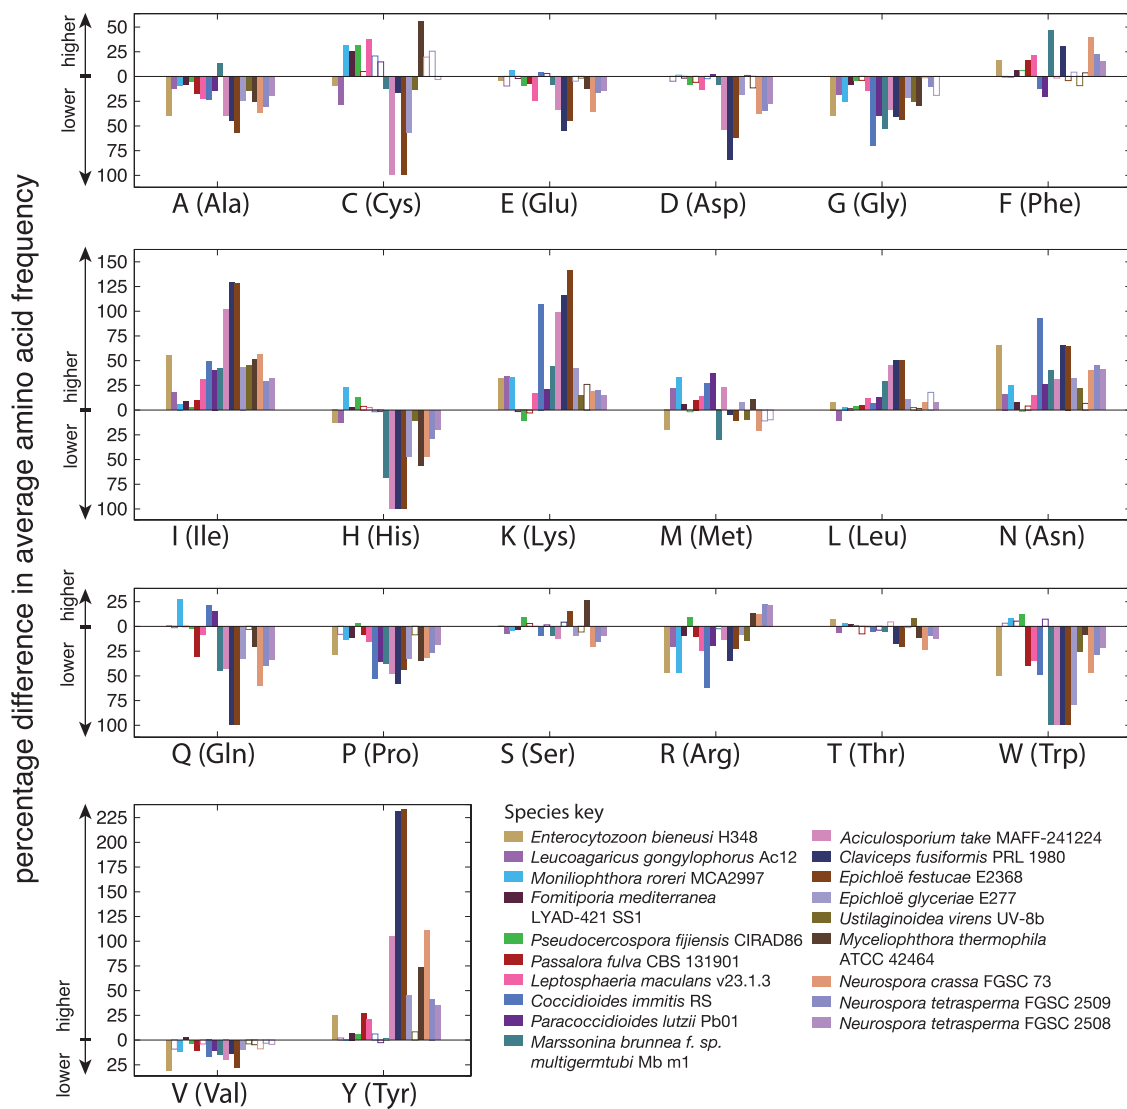 percentage difference in average amino acid frequency
higher
lower
50
25
0
25
50
75
100
A (Ala)
C (Cys)
E (Glu)
D (Asp)
G (Gly)
F (Phe)
higher
lower
150
125
100
75
50
25
0
25
50
75
100
I (Ile)
H (His)
K (Lys)
M (Met)
L (Leu)
N (Asn)
higher
lower
25
0
25
50
75
100
Q (Gln)
P (Pro)
S (Ser)
R (Arg)
T (Thr)
W (Trp)
higher
lower
225
200
175
150
125
100
75
50
25
0
25
V (Val)
Y (Tyr)
Species key
Enterocytozoon bieneusi H348
Leucoagaricus gongylophorus Ac12
Moniliophthora roreri MCA2997
Fomitiporia mediterranea
LYAD-421 SS1
Pseudocercospora fijiensis CIRAD86
Passalora fulva CBS 131901
Leptosphaeria maculans v23.1.3
Coccidioides immitis RS
Paracoccidioides lutzii Pb01
Marssonina brunnea f. sp.
multigermtubi Mb m1
Aciculosporium take MAFF-241224
Claviceps fusiformis PRL 1980
Epichloë festucae E2368
Epichloë glyceriae E277
Ustilaginoidea virens UV-8b
Myceliophthora thermophila
ATCC 42464
Neurospora crassa FGSC 73
Neurospora tetrasperma FGSC 2509
Neurospora tetrasperma FGSC 2508